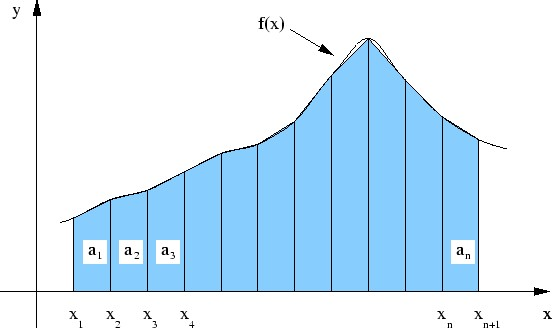 y
f(x)
a₁ a₂ a₃ aₙ
x₁ x₂ x₃ x₄ xₙ xₙ₊₁ x